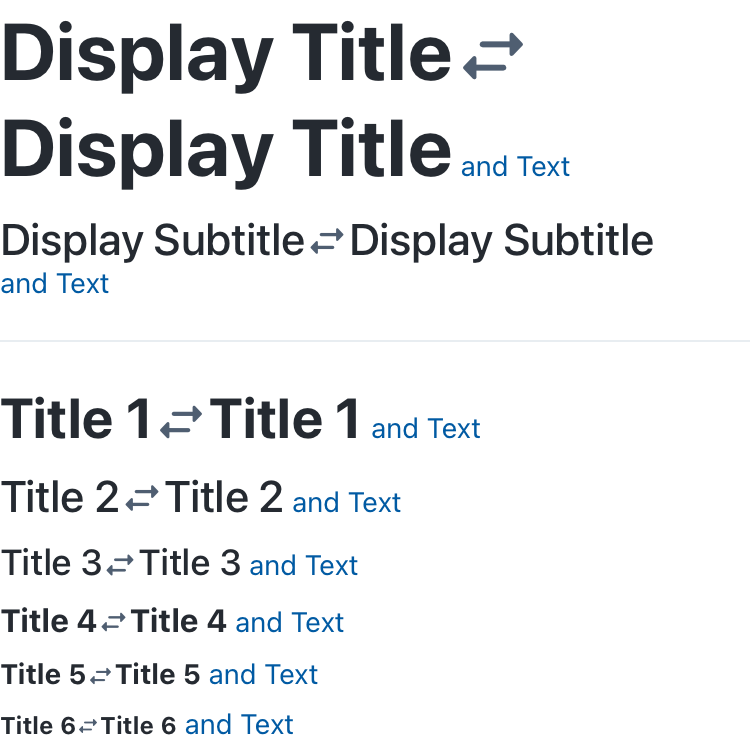 Display Title
Display Title and Text
Display Subtitle Display Subtitle
and Text
Title 1 Title 1 and Text
Title 2 Title 2 and Text
Title 3 Title 3 and Text
Title 4 Title 4 and Text
Title 5 Title 5 and Text
Title 6 Title 6 and Text